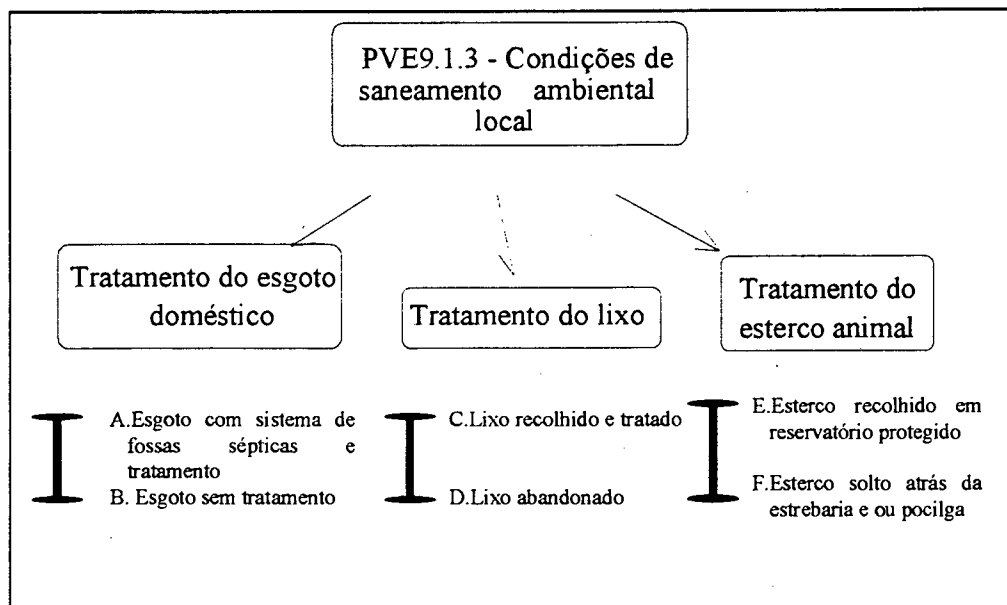 PVE9.1.3 - Condições de
saneamento ambiental
local
Tratamento do esgoto
doméstico
Tratamento do lixo
Tratamento do
esterco animal
A.Esgoto com sistema de
fossas sépticas e
tratamento
B. Esgoto sem tratamento
C.Lixo recolhido e tratado
D.Lixo abandonado
E.Esterco recolhido em
reservatório protegido
F.Esterco solto atrás da
estrebaria e ou pocilga